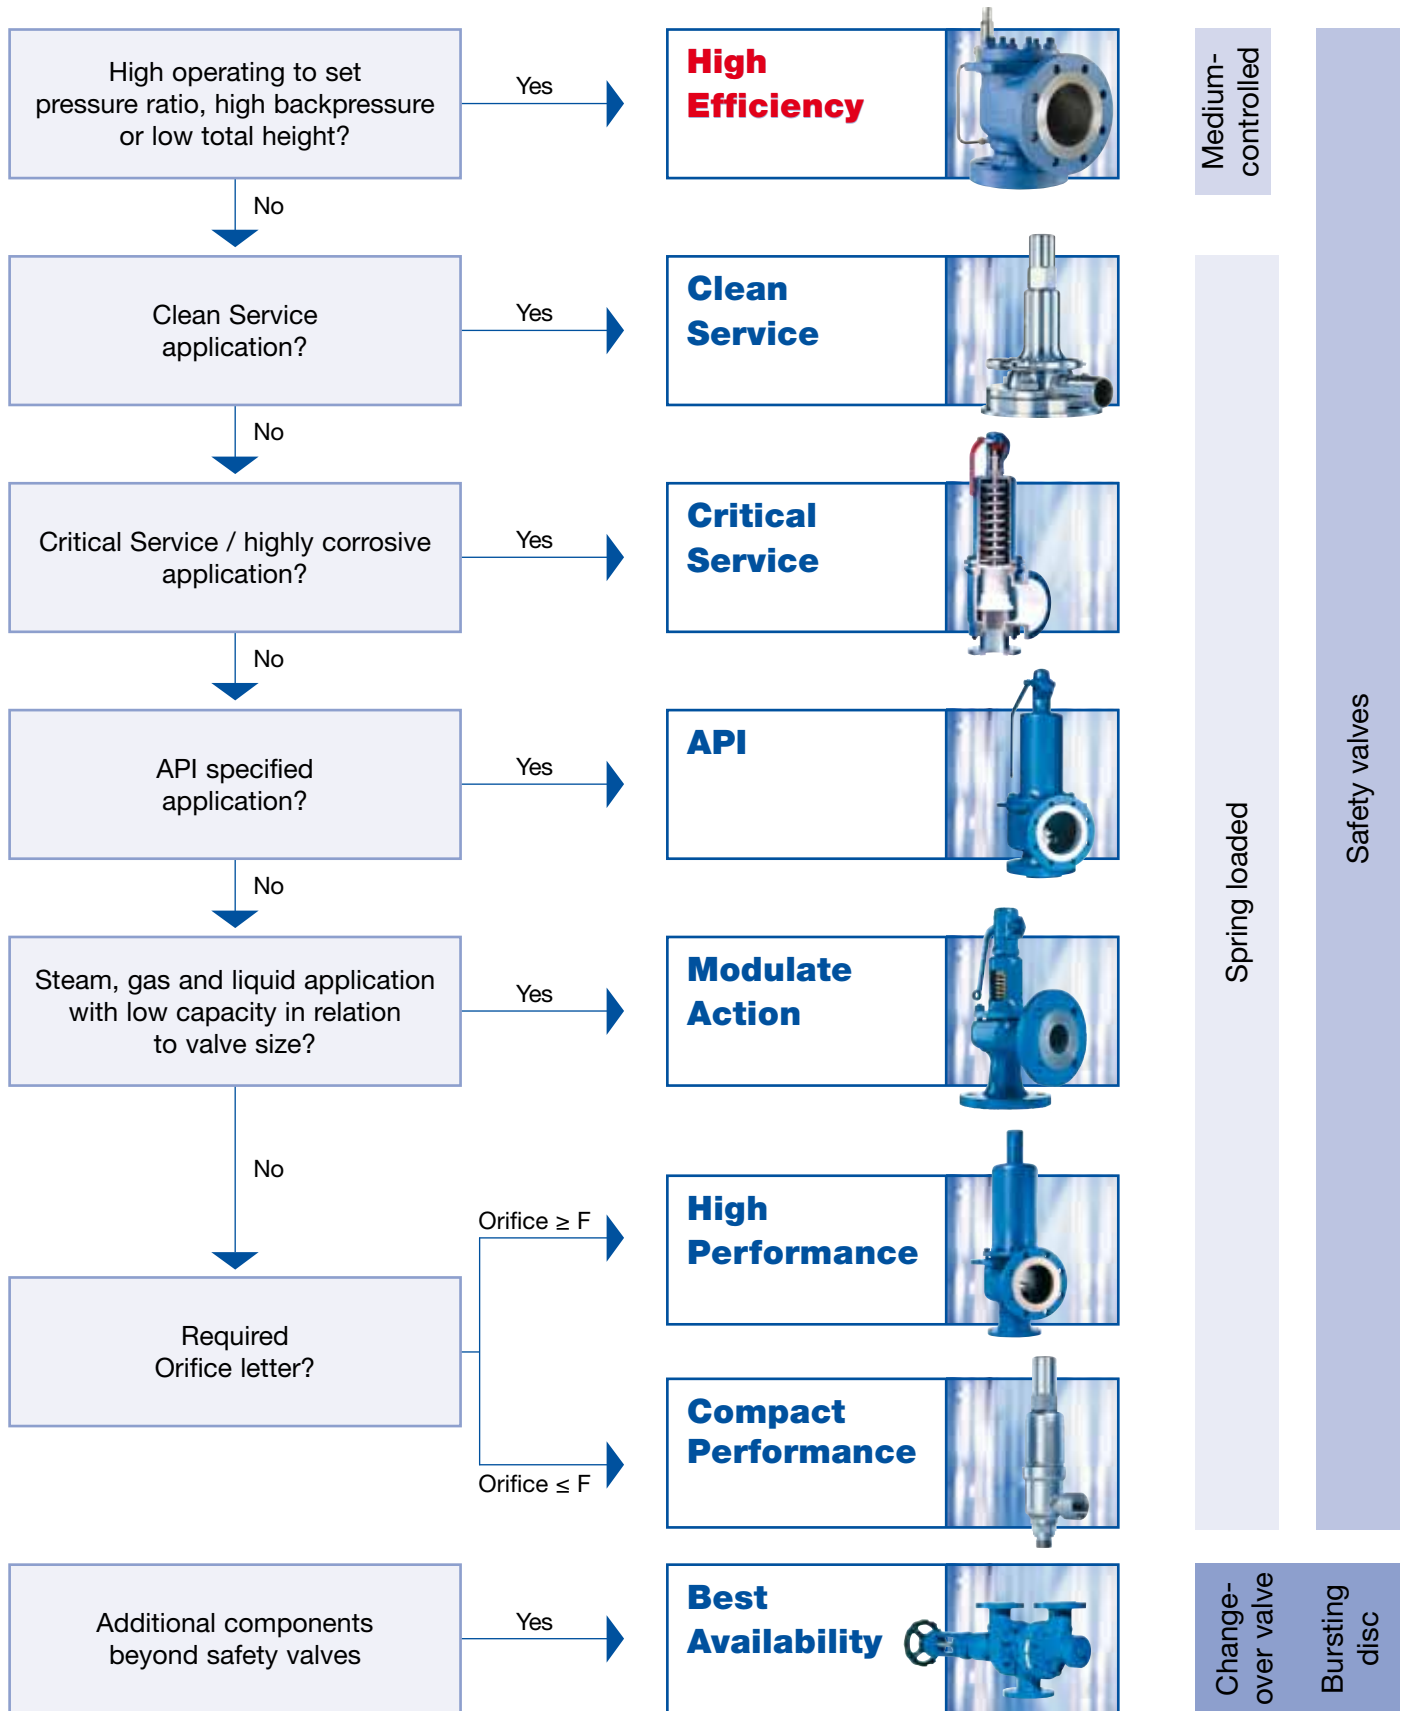 High operating to set
pressure ratio, high backpressure
or low total height?
Yes
High
Efficiency
Medium-
controlled
No
Clean Service
application?
Yes
Clean
Service
No
Critical Service / highly corrosive
application?
Yes
Critical
Service
No
API specified
application?
Yes
API
Spring loaded
Safety valves
No
Steam, gas and liquid application
with low capacity in relation
to valve size?
Yes
Modulate
Action
No
Required
Orifice letter?
Orifice ≥ F
High
Performance
Orifice ≤ F
Compact
Performance
Additional components
beyond safety valves
Yes
Best
Availability
Change-
over valve
Bursting
disc